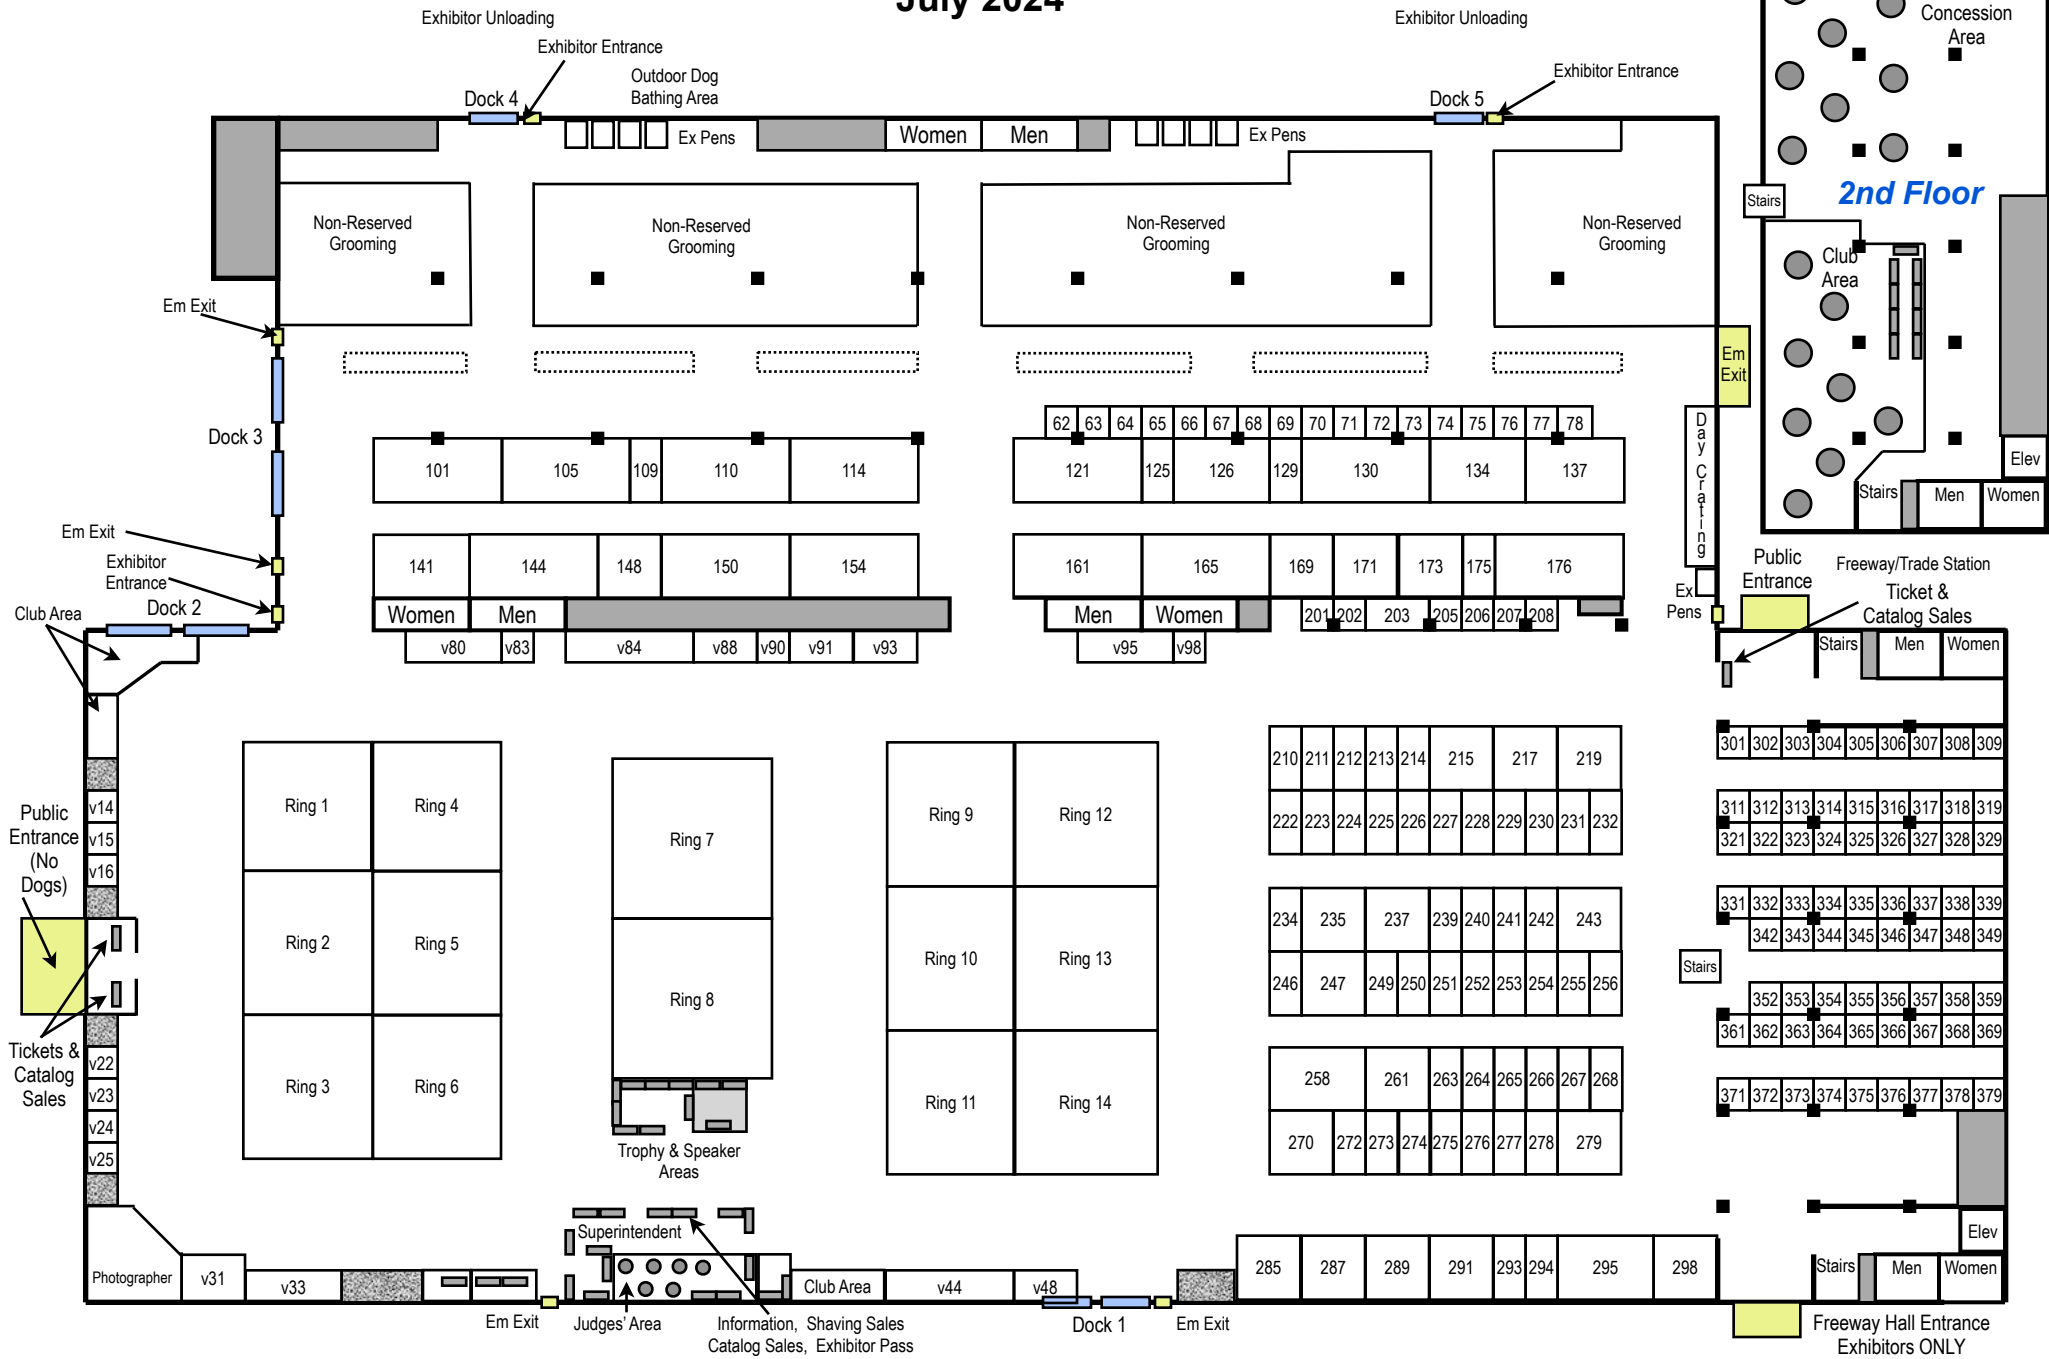 July 2024
Exhibitor Unloading
Exhibitor Unloading
Concession
Area
Exhibitor Entrance
Outdoor Dog
Bathing Area
Exhibitor Entrance
Dock 4
Dock 5
Ex Pens
Women
Men
Ex Pens
2nd Floor
Stairs
Non-Reserved
Grooming
Non-Reserved
Grooming
Non-Reserved
Grooming
Non-Reserved
Grooming
Club
Area
Em Exit
Em
Exit
Dock 3
62 63 64 65 66 67 68 69 70 71 72 73 74 75 76 77 78
101 105 109 110 114
121 125 126 129 130 134 137
Day Crating
Elev
Stairs
Men
Women
Em Exit
Exhibitor
Entrance
141 144 148 150 154
161 165 169 171 173 175 176
Public
Entrance
Freeway/Trade Station
Ticket &
Catalog Sales
Ex
Pens
Club Area
Dock 2
Women
Men
Men
Women
201 202 203 205 206 207 208
v80 v83 v84 v88 v90 v91 v93
v95 v98
Stairs
Men
Women
Ring 1
Ring 4
Ring 7
Ring 9
Ring 12
210 211 212 213 214 215 217 219
301 302 303 304 305 306 307 308 309
222 223 224 225 226 227 228 229 230 231 232
311 312 313 314 315 316 317 318 319
321 322 323 324 325 326 327 328 329
v14
v15
v16
Public
Entrance
(No
Dogs)
Ring 2
Ring 5
Ring 8
Ring 10
Ring 13
234 235 237 239 240 241 242 243
331 332 333 334 335 336 337 338 339
342 343 344 345 346 347 348 349
246 247 249 250 251 252 253 254 255 256
Stairs
352 353 354 355 356 357 358 359
361 362 363 364 365 366 367 368 369
Tickets &
Catalog
Sales
v22
v23
v24
v25
Ring 3
Ring 6
Ring 11
Ring 14
258 261 263 264 265 266 267 268
371 372 373 374 375 376 377 378 379
270 272 273 274 275 276 277 278 279
Trophy & Speaker
Areas
Superintendent
Elev
Photographer
v31
v33
Club Area
v44
v48
285 287 289 291 293 294 295 298
Stairs
Men
Women
Em Exit
Judges' Area
Information, Shaving Sales
Catalog Sales, Exhibitor Pass
Dock 1
Em Exit
Freeway Hall Entrance
Exhibitors ONLY